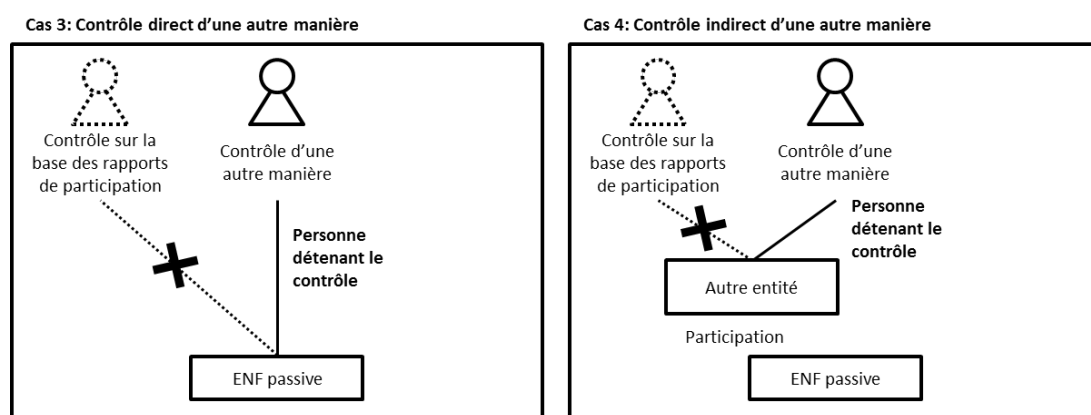 Cas 3: Contrôle direct d’une autre manière
Contrôle sur la
base des rapports
de participation
Contrôle d’une
autre manière
Personne
détenant le
contrôle
ENF passive
Cas 4: Contrôle indirect d’une autre manière
Contrôle sur la
base des rapports
de participation
Contrôle d’une
autre manière
Personne
détenant le
contrôle
Autre entité
Participation
ENF passive